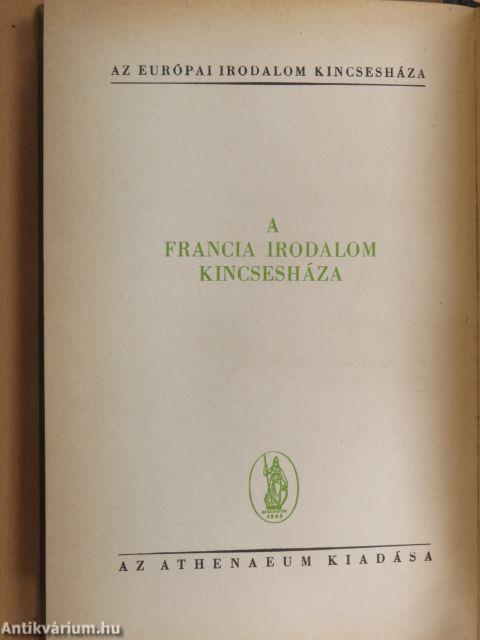 AZ EURÓPAI IRODALOM KINCSESHÁZA
A
FRANCIA IRODALOM
KINCSESHÁZA
AZ ATHENAEUM KIADÁSA
Antikvárium.hu